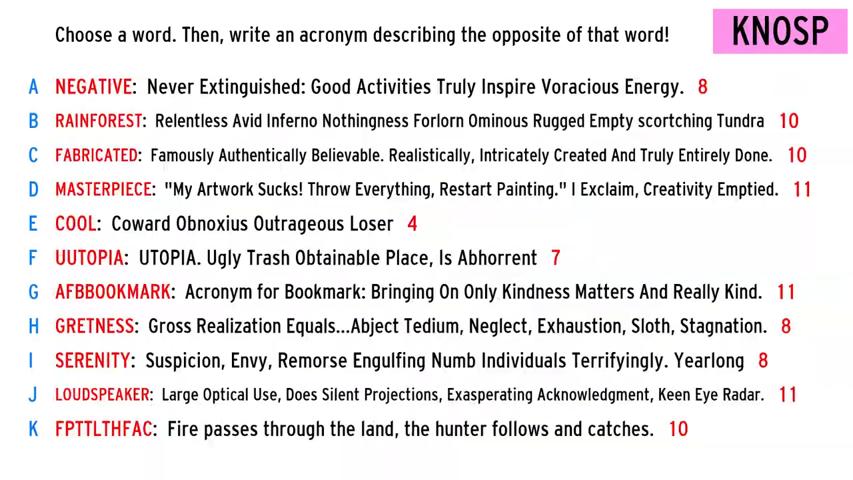 Choose a word. Then, write an acronym describing the opposite of that word!
KNOSP
A NEGATIVE: Never Extinguished: Good Activities Truly Inspire Voracious Energy. 8
B RAINFOREST: Relentless Avid Inferno Nothingness Forlorn Ominous Rugged Empty scortching Tundra 10
C FABRICATED: Famously Authentically Believable. Realistically, Intricately Created And Truly Entirely Done. 10
D MASTERPIECE: "My Artwork Sucks! Throw Everything, Restart Painting." I Exclaim, Creativity Emptied. 11
E COOL: Coward Obnoxius Outrageous Loser 4
F UUTOPIA: UTOPIA. Ugly Trash Obtainable Place, Is Abhorrent 7
G AFBBOOKMARK: Acronym for Bookmark: Bringing On Only Kindness Matters And Really Kind. 11
H GRETNESS: Gross Realization Equals...Abject Tedium, Neglect, Exhaustion, Sloth, Stagnation. 8
I SERENITY: Suspicion, Envy, Remorse Engulfing Numb Individuals Terrifyingly. Yearlong 8
J LOUDSPEAKER: Large Optical Use, Does Silent Projections, Exasperating Acknowledgment, Keen Eye Radar. 11
K FPTTLTHFAC: Fire passes through the land, the hunter follows and catches. 10